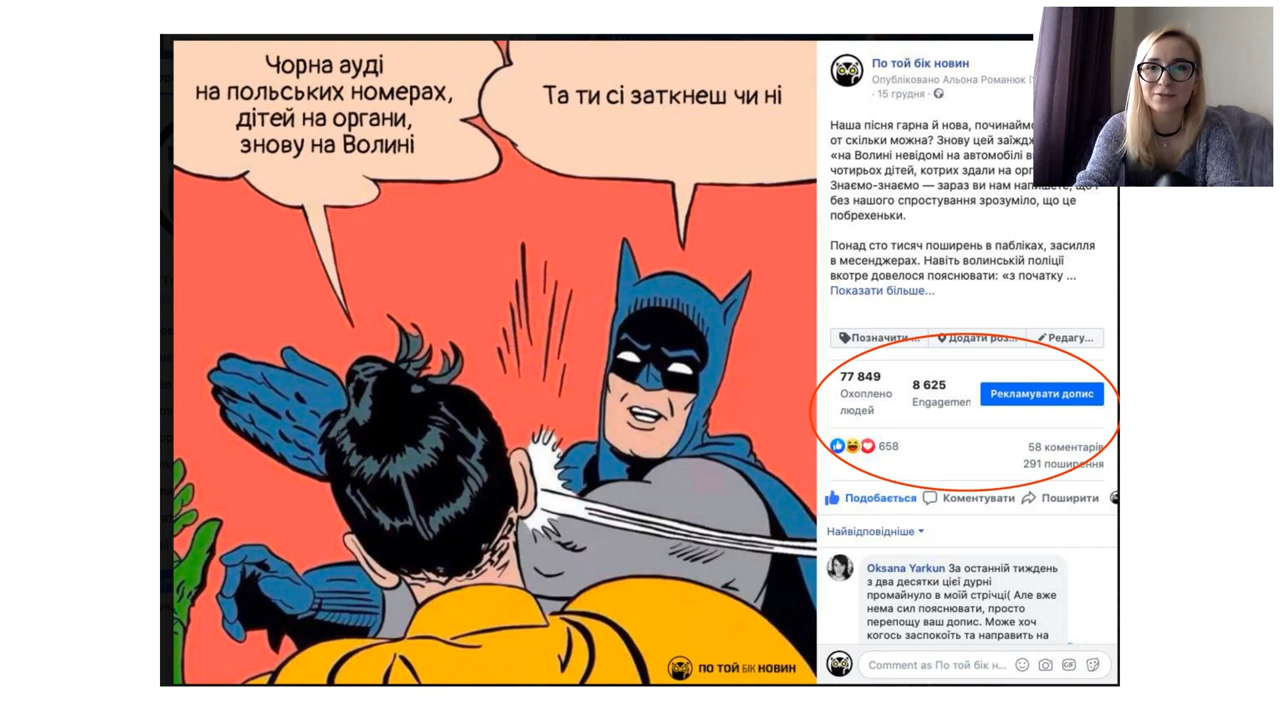 Чорна ауді
на польських номерах,
дітей на органи,
знову на Волині
Та ти сі заткнеш чи ні
ПО ТОЙ БІК НОВИН
По той бік новин
Опубліковано Альона Романюк
· 15 грудня ·
Наша пісня гарна й нова,
от скільки можна? Знову цей
«на Волині невідомі на автомобілі
чотирьох дітей, котрих здали на
Знаємо-знаємо — зараз ви нам
без нашого спростування зрозуміло, що це
побрехеньки.
Понад сто тисяч поширень в пабліках, засилля
в месенджерах. Навіть волинській поліції
вкотре довелося пояснювати: «з початку ...
Показати більше...
Позначити ...
Додати роз...
Редагу...
77 849
Охоплено
людей
8 625
Engagemen
Рекламувати допис
658
58 коментарів
291 поширення
Подобається
Коментувати
Поширити
Найвідповідніше
Oksana Yarkun За останній тиждень
з два десятки цієї дурні
промайнуло в моїй стрічці( Але вже
нема сил пояснювати, просто
перепощу ваш допис. Може хоч
когось заспокоїть та направить на
Comment as По той бік н...
GIF